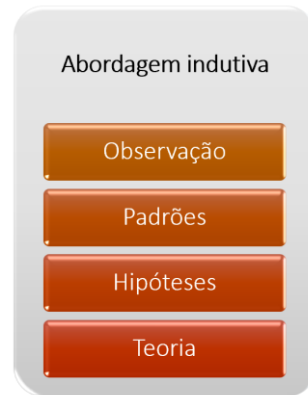 Abordagem indutiva
Observação
Padrões
Hipóteses
Teoria